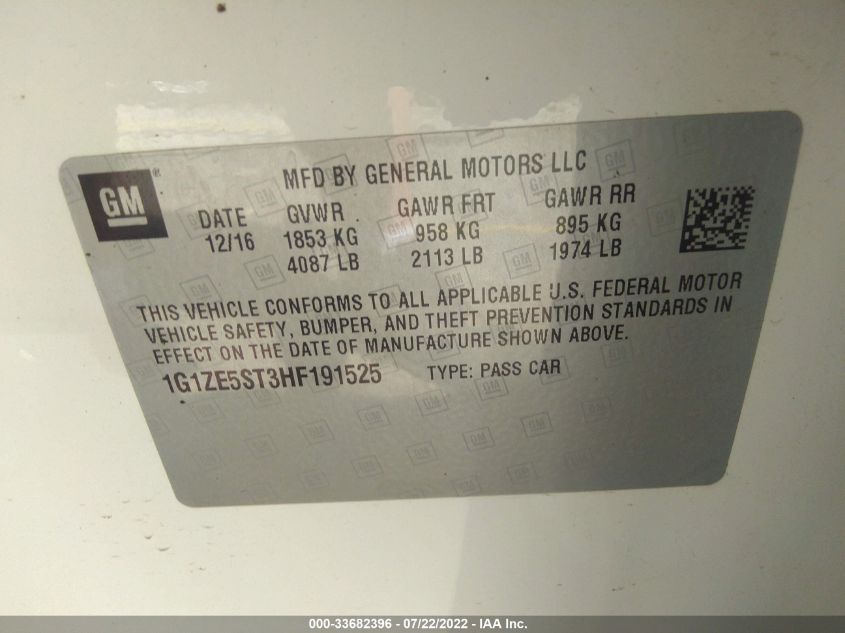 GM ®
MFD BY GENERAL MOTORS LLC
DATE GVWR GAWR FRT GAWR RR
12/16 1853 KG 958 KG 895 KG
4087 LB 2113 LB 1974 LB
THIS VEHICLE CONFORMS TO ALL APPLICABLE U.S. FEDERAL MOTOR
VEHICLE SAFETY, BUMPER, AND THEFT PREVENTION STANDARDS IN
EFFECT ON THE DATE OF MANUFACTURE SHOWN ABOVE.
1G1ZE5ST3HF191525 TYPE: PASS CAR
000-33682396 - 07/22/2022 - IAA Inc.